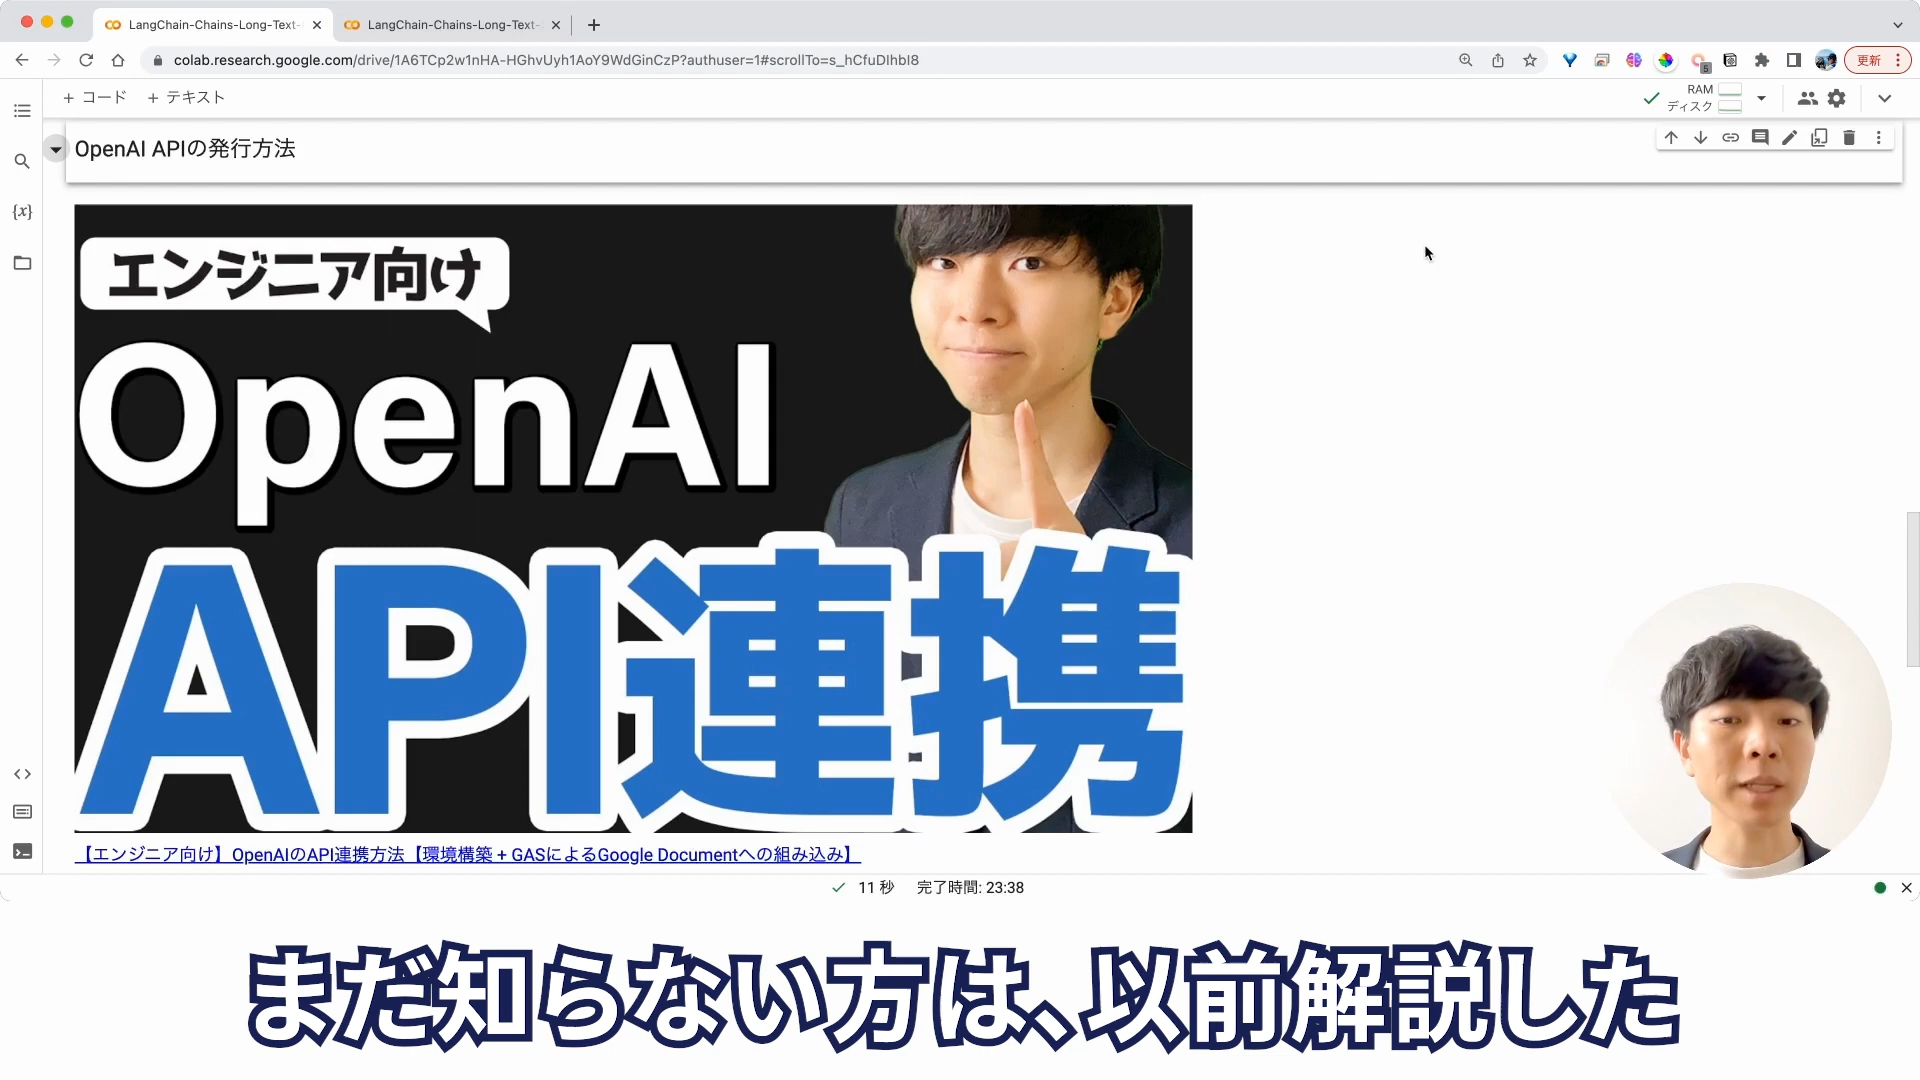 LangChain-Chains-Long-Text-
LangChain-Chains-Long-Text-
colab.research.google.com/drive/1A6TCp2w1nHA-HGhvUyh1AoY9WdGinCzP?authuser=1#scrollTo=s_hCfuDIhbI8
5
更新
+ コード + テキスト
RAM
ディスク
OpenAI APIの発行方法
{x}
エンジニア向け
OpenAI
API連携
【エンジニア向け】OpenAIのAPI連携方法【環境構築 + GASによるGoogle Documentへの組み込み】
11 秒 完了時間: 23:38
まだ知らない方は、以前解説した